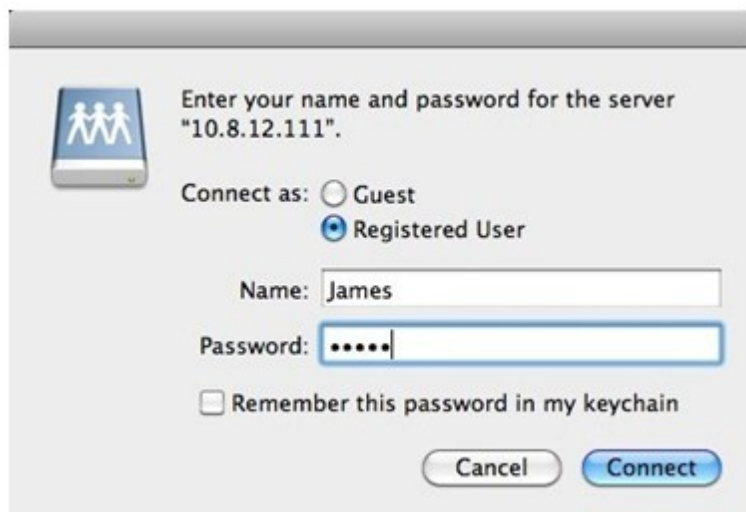 Enter your name and password for the server
“10.8.12.111”.
Connect as: Guest
Registered User
Name: James
Password: •••••
Remember this password in my keychain
Cancel Connect